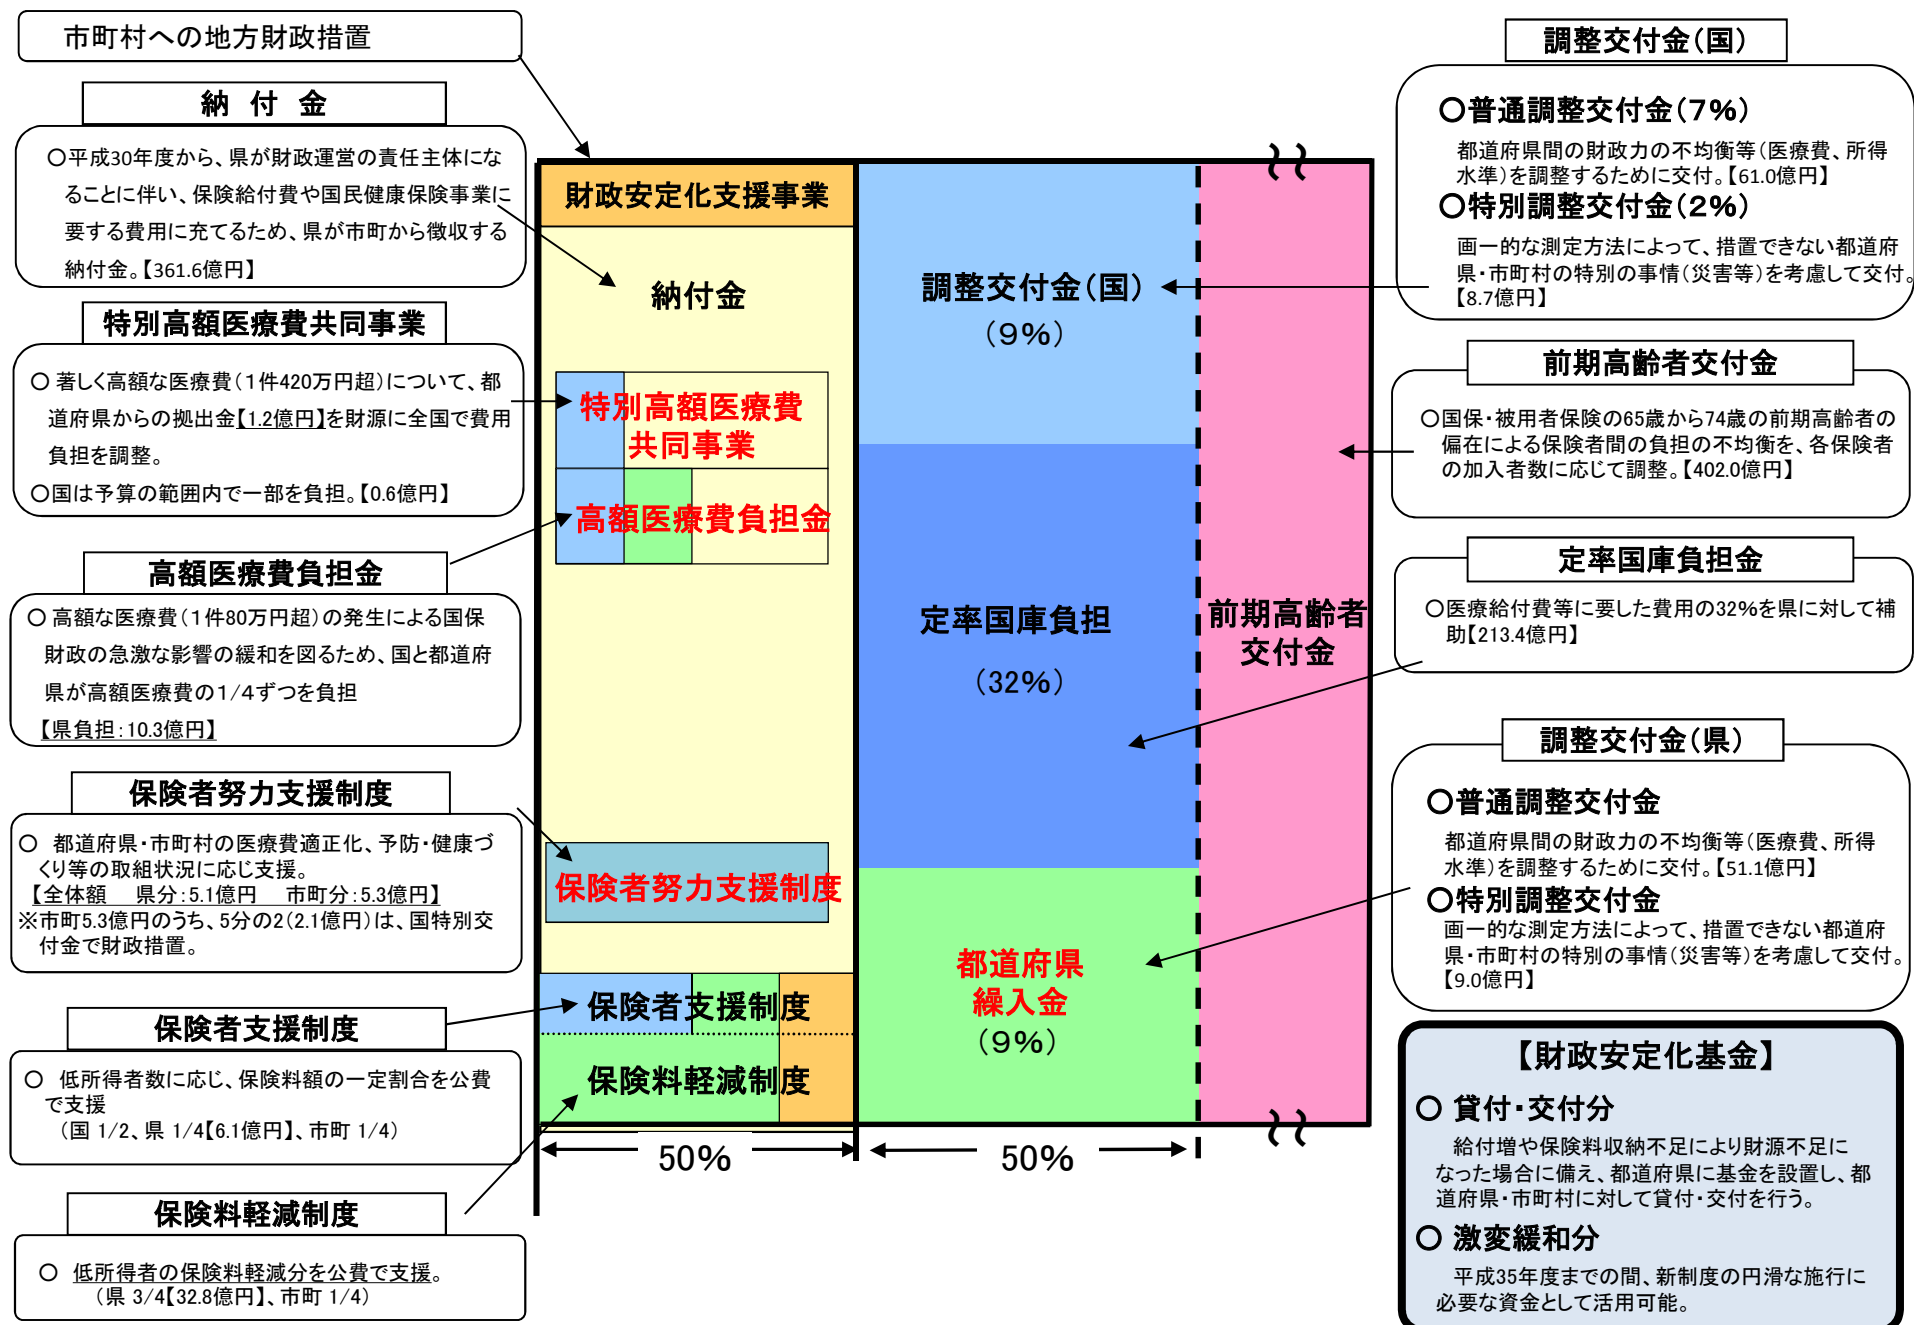 市町村への地方財政措置
納 付 金
○平成30年度から、県が財政運営の責任主体にな
ることに伴い、保険給付費や国民健康保険事業に
要する費用に充てるため、県が市町から徴収する
納付金。【361.6億円】
特別高額医療費共同事業
○ 著しく高額な医療費(1件420万円超)について、都
道府県からの拠出金【1.2億円】を財源に全国で費用
負担を調整。
○国は予算の範囲内で一部を負担。【0.6億円】
高額医療費負担金
○ 高額な医療費(1件80万円超)の発生による国保
財政の急激な影響の緩和を図るため、国と都道府
県が高額医療費の1/4ずつを負担
【県負担:10.3億円】
保険者努力支援制度
○ 都道府県・市町村の医療費適正化、予防・健康づ
くり等の取組状況に応じ支援。
【全体額 県分:5.1億円 市町分:5.3億円】
※市町5.3億円のうち、5分の2(2.1億円)は、国特別交
付金で財政措置。
保険者支援制度
○ 低所得者数に応じ、保険料額の一定割合を公費
で支援
(国 1/2、県 1/4【6.1億円】、市町 1/4)
保険料軽減制度
○ 低所得者の保険料軽減分を公費で支援。
(県 3/4【32.8億円】、市町 1/4)
財政安定化支援事業
納付金
特別高額医療費
共同事業
高額医療費負担金
保険者努力支援制度
保険者支援制度
保険料軽減制度
50%
調整交付金(国)
(9%)
定率国庫負担
(32%)
都道府県
繰入金
(9%)
50%
前期高齢者
交付金
調整交付金(国)
○普通調整交付金(7%)
都道府県間の財政力の不均衡等(医療費、所得
水準)を調整するために交付。【61.0億円】
○特別調整交付金(2%)
画一的な測定方法によって、措置できない都道府
県・市町村の特別の事情(災害等)を考慮して交付。
【8.7億円】
前期高齢者交付金
○国保・被用者保険の65歳から74歳の前期高齢者の
偏在による保険者間の負担の不均衡を、各保険者
の加入者数に応じて調整。【402.0億円】
定率国庫負担金
○医療給付費等に要した費用の32%を県に対して補
助【213.4億円】
調整交付金(県)
○普通調整交付金
都道府県間の財政力の不均衡等(医療費、所得
水準)を調整するために交付。【51.1億円】
○特別調整交付金
画一的な測定方法によって、措置できない都道府
県・市町村の特別の事情(災害等)を考慮して交付。
【9.0億円】
【財政安定化基金】
○ 貸付・交付分
給付増や保険料収納不足により財源不足に
なった場合に備え、都道府県に基金を設置し、都
道府県・市町村に対して貸付・交付を行う。
○ 激変緩和分
平成35年度までの間、新制度の円滑な施行に
必要な資金として活用可能。